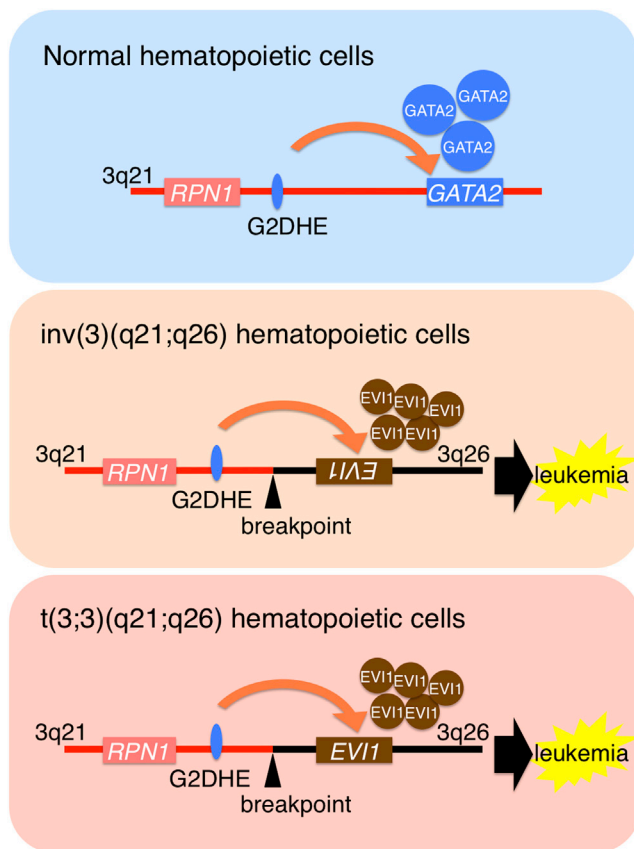 Normal hematopoietic cells
GATA2
GATA2
GATA2
3q21
RPN1
GATA2
G2DHE
inv(3)(q21;q26) hematopoietic cells
EVI1
EVI1
EVI1
EVI1
EVI1
3q21
3q26
RPN1
EVI1
leukemia
G2DHE
breakpoint
t(3;3)(q21;q26) hematopoietic cells
EVI1
EVI1
EVI1
EVI1
EVI1
3q21
3q26
RPN1
EVI1
leukemia
G2DHE
breakpoint